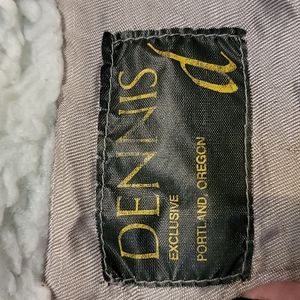 DENNIS
EXCLUSIVE
PORTLAND, OREGON
d